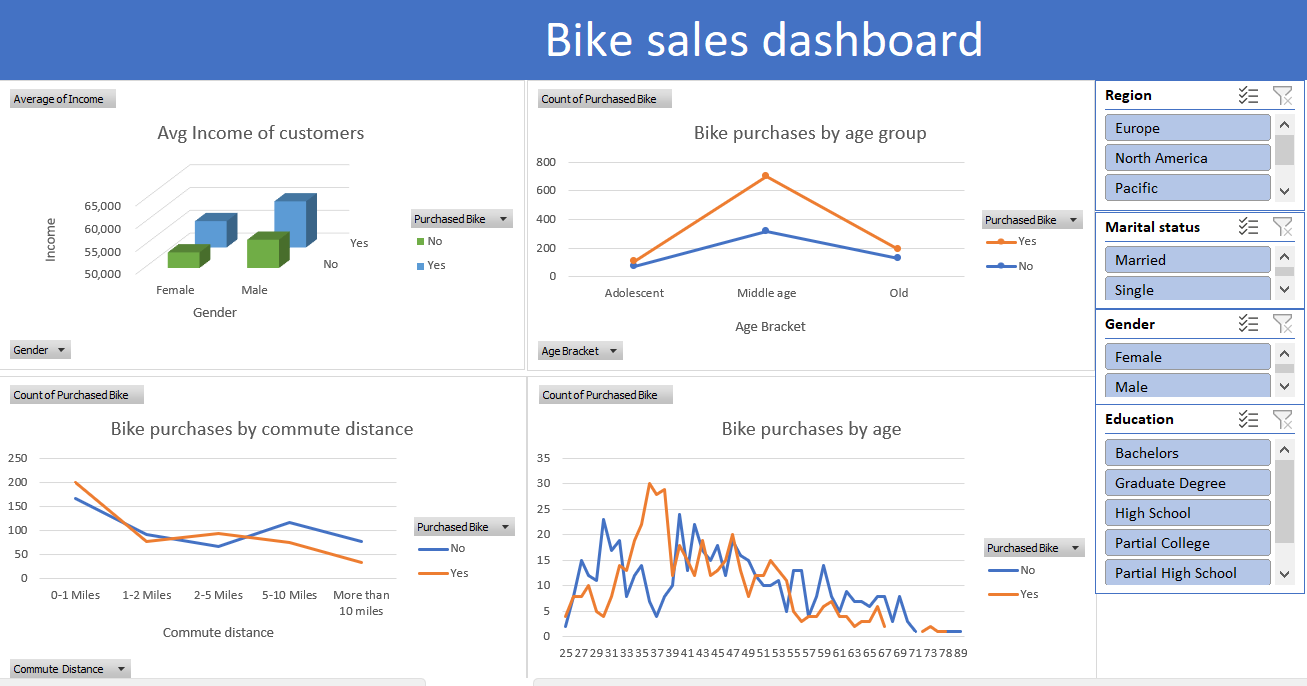 Bike sales dashboard
Average of Income
Avg Income of customers
65,000
60,000
55,000
50,000
Income
Female Male
No
Yes
Gender
Purchased Bike
No
Yes
Gender
Count of Purchased Bike
Bike purchases by age group
800
600
400
200
0
Adolescent Middle age Old
Age Bracket
Purchased Bike
Yes
No
Age Bracket
Count of Purchased Bike
Bike purchases by commute distance
250
200
150
100
50
0
0-1 Miles 1-2 Miles 2-5 Miles 5-10 Miles More than
10 miles
Commute distance
Purchased Bike
No
Yes
Commute Distance
Count of Purchased Bike
Bike purchases by age
35
30
25
20
15
10
5
0
25 27 29 31 33 35 37 39 41 43 45 47 49 51 53 55 57 59 61 63 65 67 69 71 73 78 89
Purchased Bike
No
Yes
Region
Europe
North America
Pacific
Marital status
Married
Single
Gender
Female
Male
Education
Bachelors
Graduate Degree
High School
Partial College
Partial High School